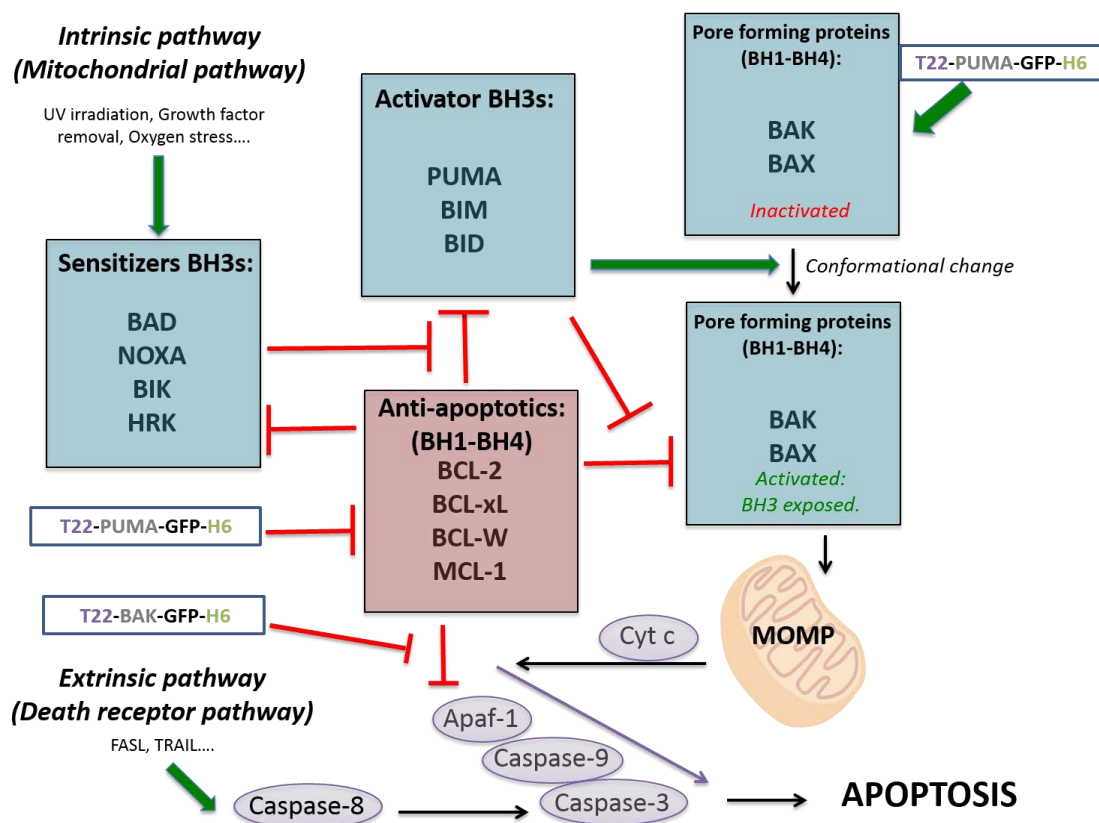 Intrinsic pathway
(Mitochondrial pathway)
UV irradiation, Growth factor
removal, Oxygen stress....
Sensitizers BH3s:
BAD
NOXA
BIK
HRK
Activator BH3s:
PUMA
BIM
BID
Pore forming proteins
(BH1-BH4):
BAK
BAX
Inactivated
T22-PUMA-GFP-H6
Conformational change
Pore forming proteins
(BH1-BH4):
BAK
BAX
Activated:
BH3 exposed.
Anti-apoptotics:
(BH1-BH4)
BCL-2
BCL-xL
BCL-W
MCL-1
T22-PUMA-GFP-H6
T22-BAK-GFP-H6
MOMP
Cyt c
Extrinsic pathway
(Death receptor pathway)
FASL, TRAIL....
Apaf-1
Caspase-9
Caspase-8
Caspase-3
APOPTOSIS